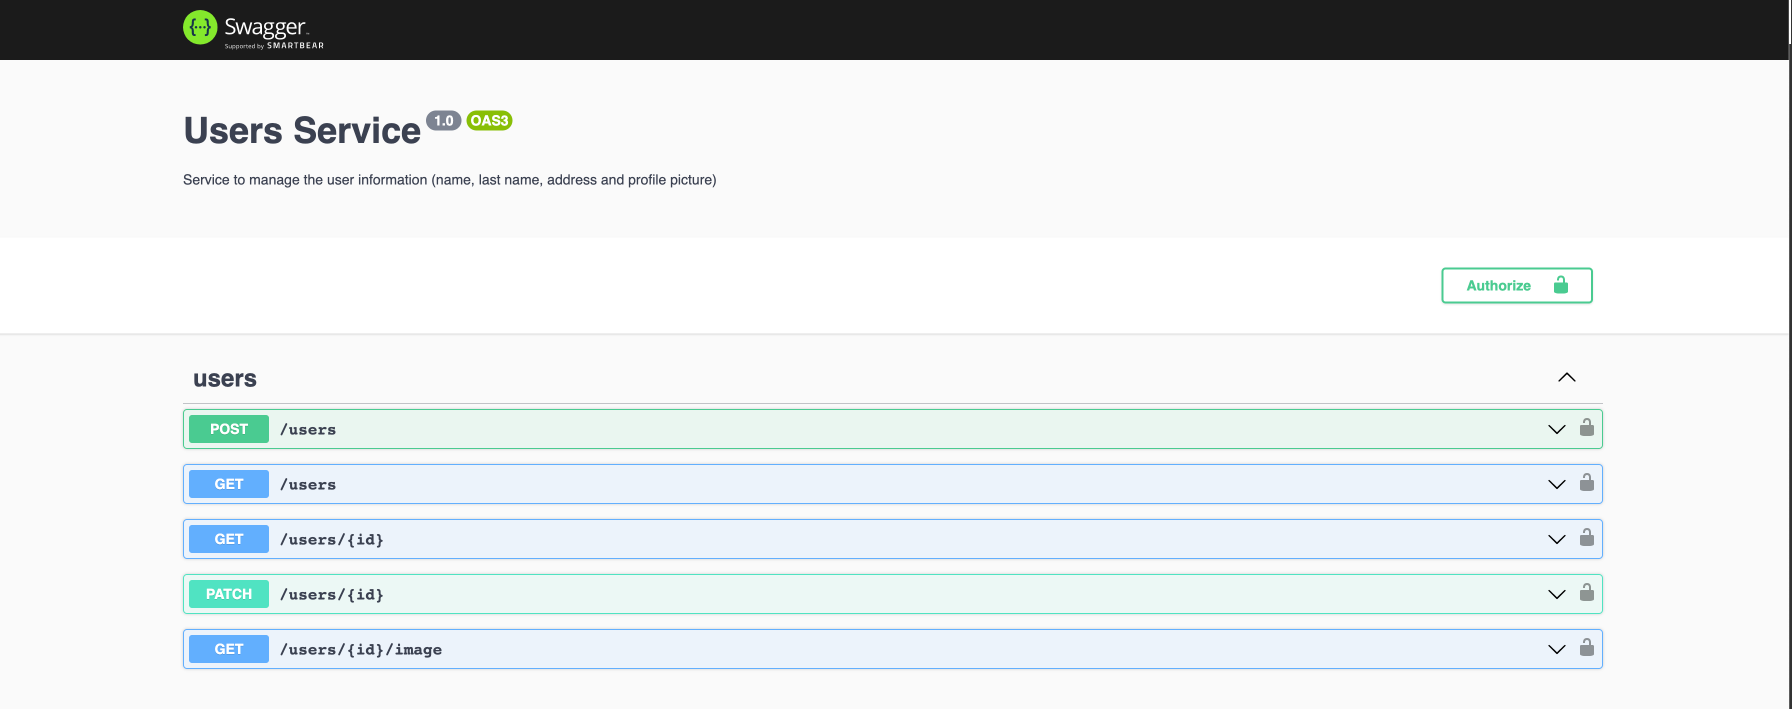 Swagger
Supported by SMARTBEAR
Users Service 1.0 OAS3
Service to manage the user information (name, last name, address and profile picture)
Authorize
users
POST /users
GET /users
GET /users/{id}
PATCH /users/{id}
GET /users/{id}/image